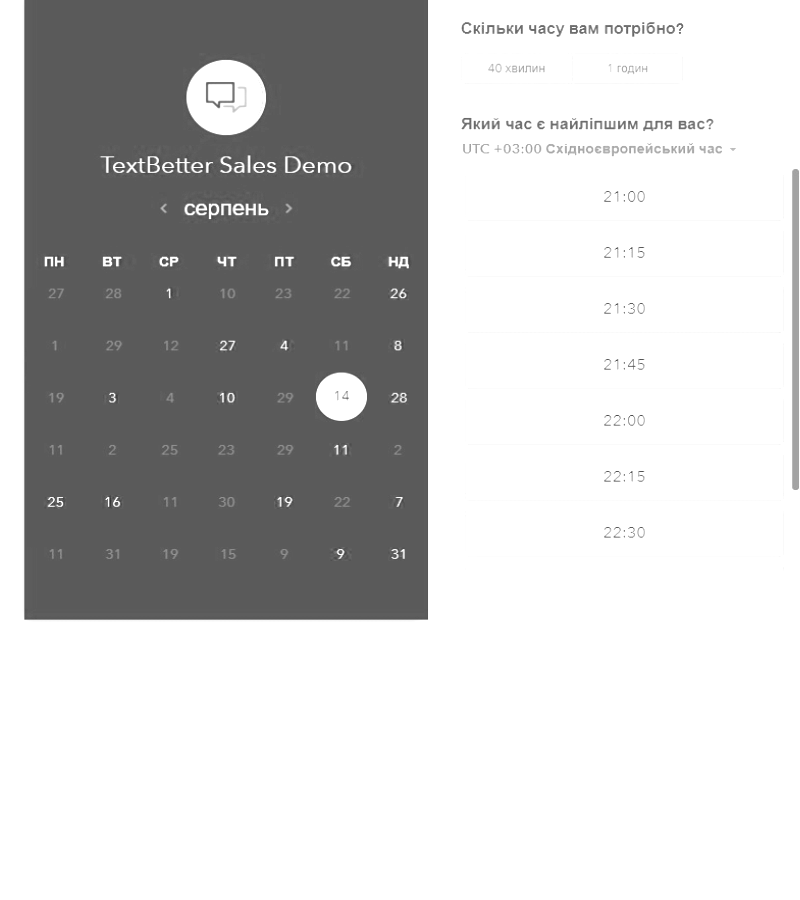 TextBetter Sales Demo
серпень
ПН ВТ СР ЧТ ПТ СБ НД
27 28 1 10 23 22 26
1 29 12 27 4 11 8
19 3 4 10 29 14 28
11 2 25 23 29 11 2
25 16 11 30 19 22 7
11 31 19 15 9 9 31
Скільки часу вам потрібно?
40 хвилин 1 годин
Який час є найліпшим для вас?
UTC +03:00 Східноєвропейський час
21:00
21:15
21:30
21:45
22:00
22:15
22:30